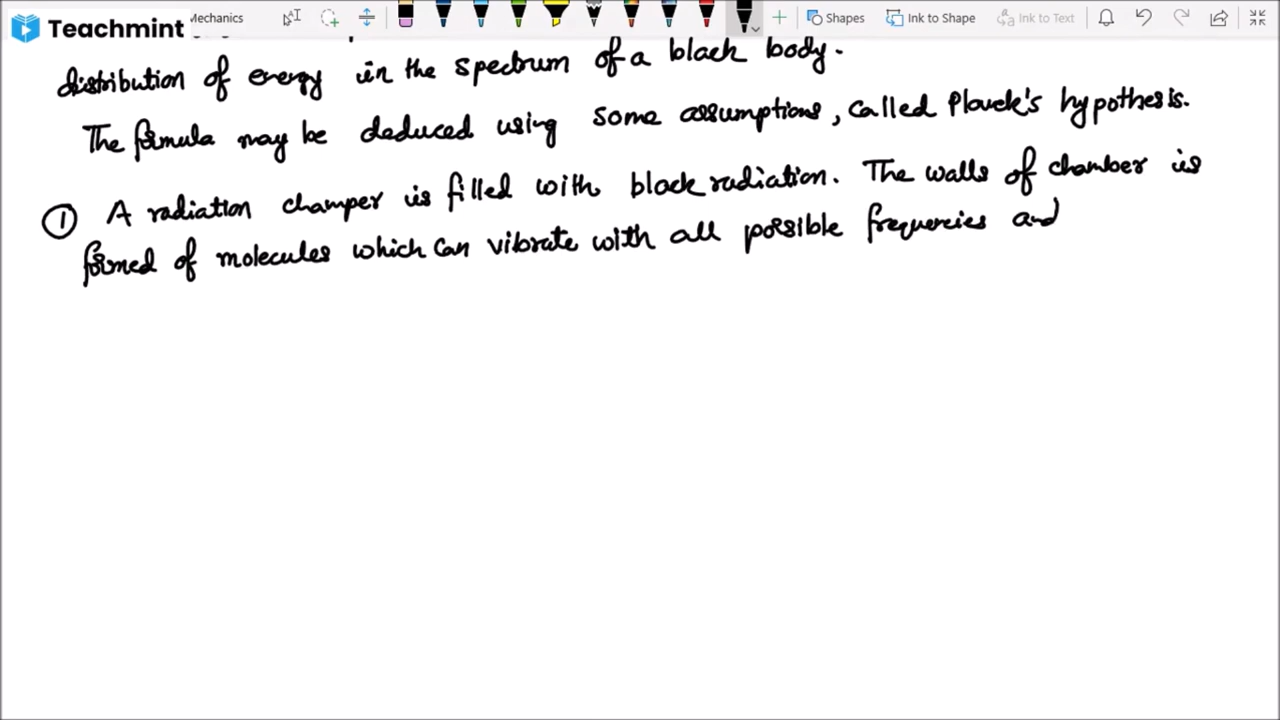 Mechanics
Shapes
Ink to Shape
Ink to Text
Teachmint
distribution of energy in the spectrum of a black body.
The formula may be deduced using some assumptions, called Planck's hypothesis.
① A radiation champer is filled with black radiation. The walls of chamber is
formed of molecules which can vibrate with all possible frequencies and